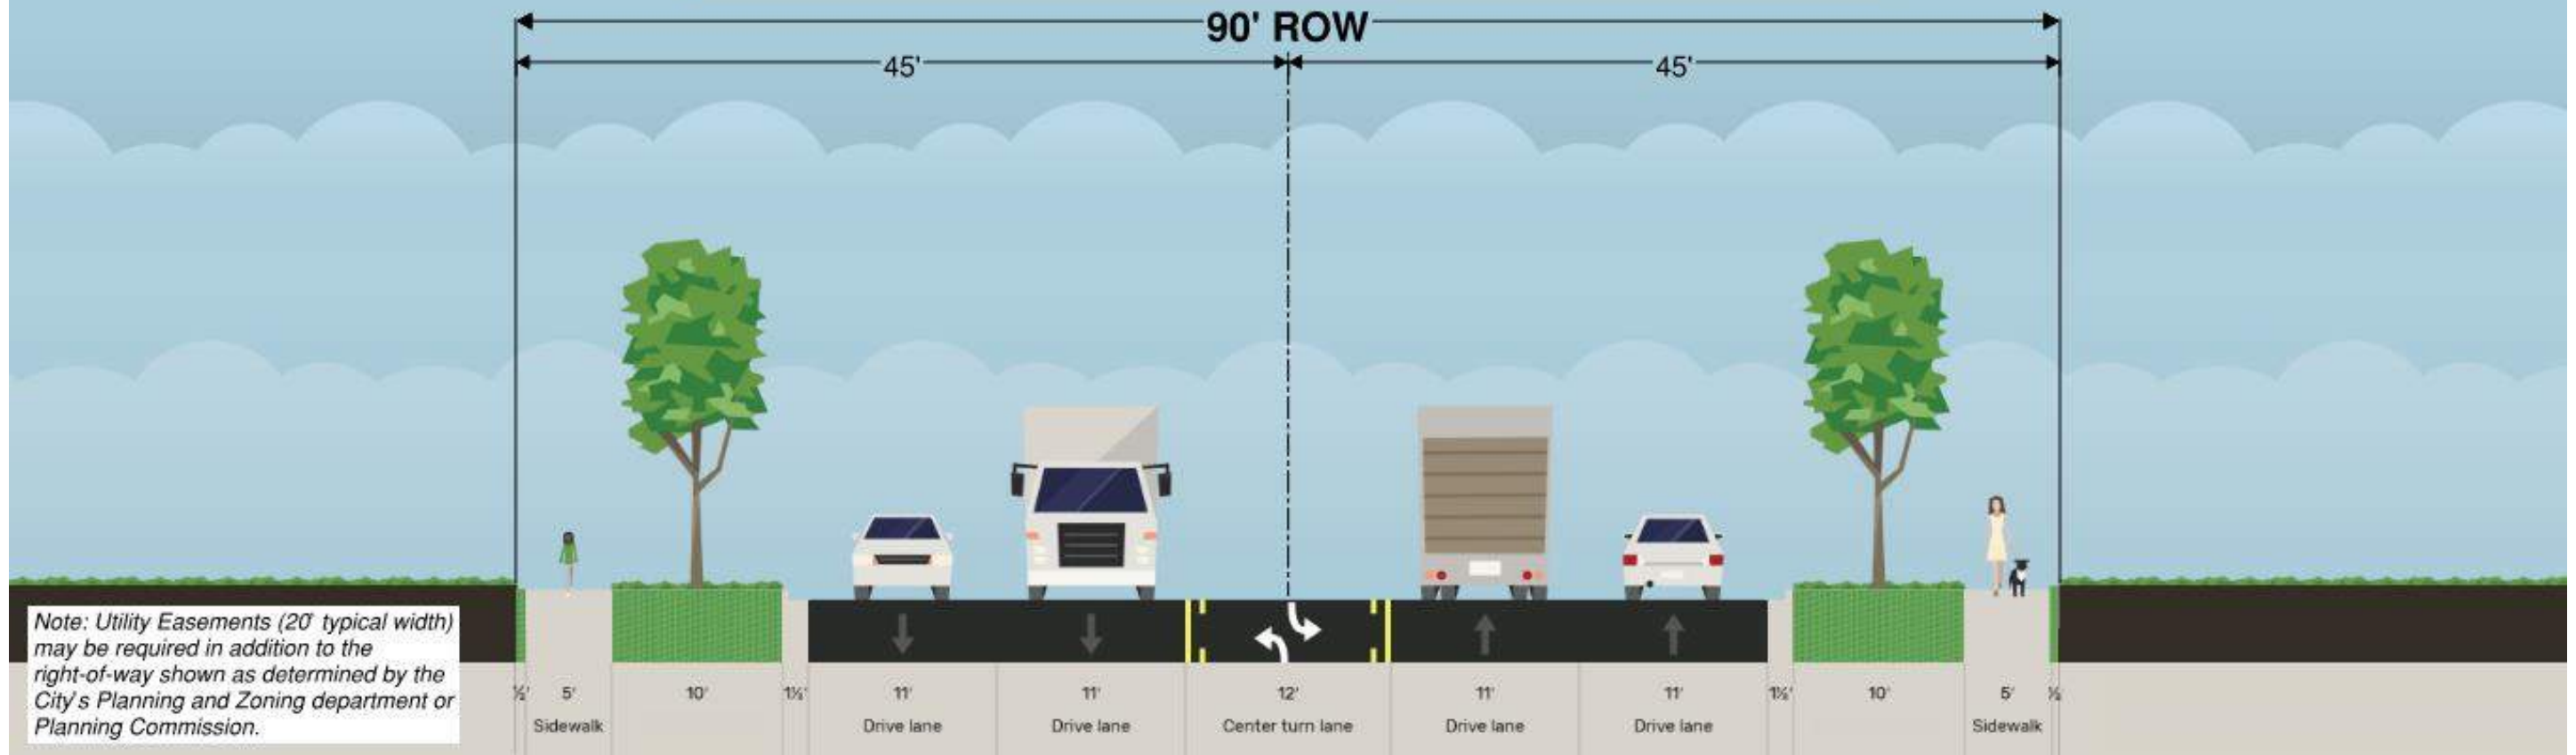 90' ROW
45' 45'
Note: Utility Easements (20' typical width)
may be required in addition to the
right-of-way shown as determined by the
City's Planning and Zoning department or
Planning Commission.
½' 5' 10' 1½' 11' 11' 12' 11' 11' 1½' 10' 5' ½'
Sidewalk Drive lane Drive lane Center turn lane Drive lane Drive lane Sidewalk